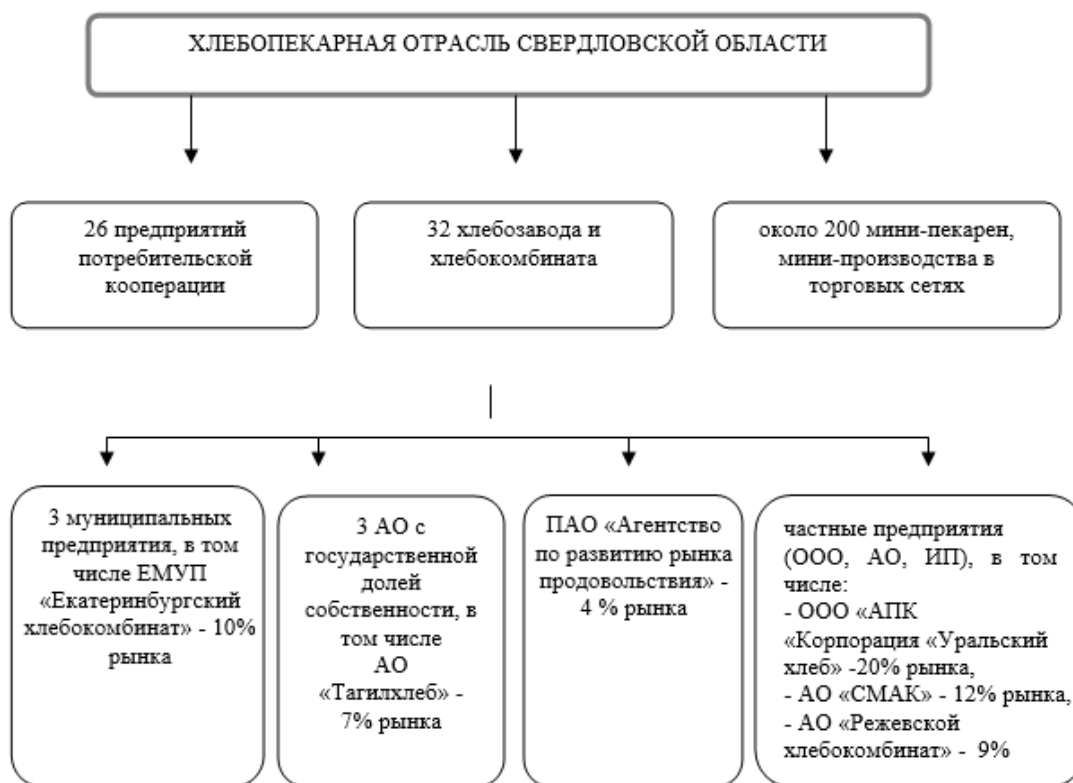 ХЛЕБОПЕКАРНАЯ ОТРАСЛЬ СВЕРДЛОВСКОЙ ОБЛАСТИ
26 предприятий
потребительской
кооперации
32 хлебозавода и
хлебокомбината
около 200 мини-пекарен,
мини-производства в
торговых сетях
3 муниципальных
предприятия, в том
числе ЕМУП
«Екатеринбургский
хлебокомбинат» - 10%
рынка
3 АО с
государственной
долей
собственности, в
том числе
АО
«Тагилхлеб» -
7% рынка
ПАО «Агентство
по развитию рынка
продовольствия» -
4 % рынка
частные предприятия
(ООО, АО, ИП), в том
числе:
- ООО «АПК
«Корпорация «Уральский
хлеб» -20% рынка,
- АО «СМАК» - 12% рынка,
- АО «Режевской
хлебокомбинат» - 9%